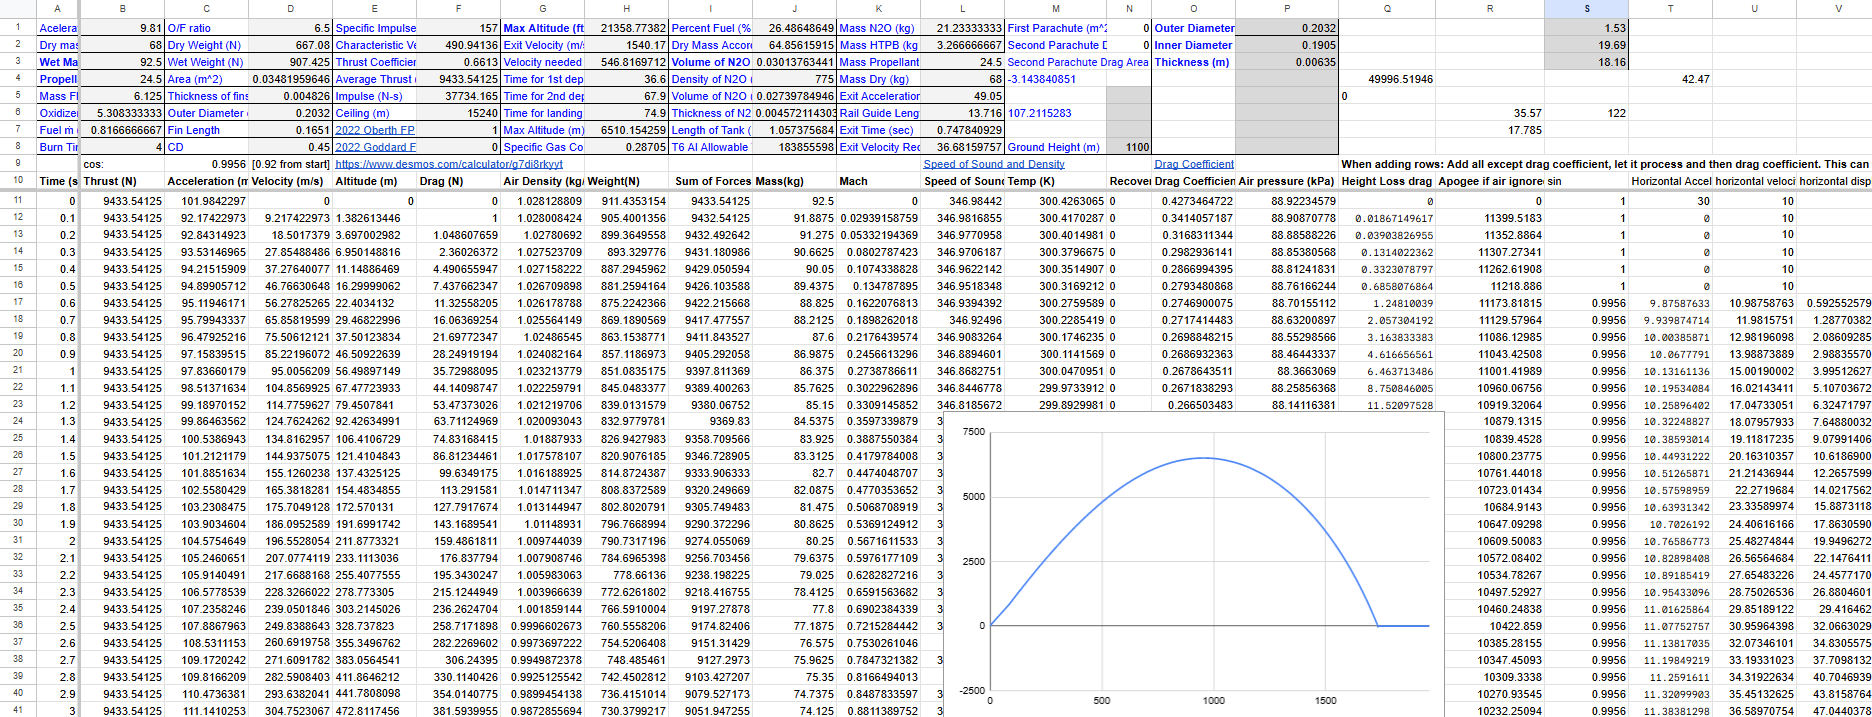 A B C D E F G H I J K L M N O P Q R S T U V
1 Acelera 9.81 O/F ratio 6.5 Specific Impulse 157 Max Altitude (ft 21358.77382 Percent Fuel (% 26.48648649 Mass N2O (kg) 21.23333333 First Parachute (m^2 0 Outer Diameter 0.2032 1.53
2 Dry mas 68 Dry Weight (N) 667.08 Characteristic Ve 490.94136 Exit Velocity (m/s 1540.17 Dry Mass Accor 64.85615915 Mass HTPB (kg 3.266666667 Second Parachute D 0 Inner Diameter 0.1905 19.69
3 Wet Ma 92.5 Wet Weight (N) 907.425 Thrust Coefficier 0.6613 Velocity needed 546.8169712 Volume of N2O 0.03013763441 Mass Propellant 24.5 Second Parachute Drag Area Thickness (m) 0.00635 18.16
4 Propell 24.5 Area (m^2) 0.03481959646 Average Thrust ( 9433.54125 Time for 1st dep 36.6 Density of N2O ( 775 Mass Dry (kg) 68 -3.143840851 49996.51946 42.47
5 Mass Fl 6.125 Thickness of fins 0.004826 Impulse (N-s) 37734.165 Time for 2nd dep 67.9 Volume of N2O ( 0.02739784946 Exit Acceleration 49.05 0
6 Oxidize 5.308333333 Outer Diameter 0.2032 Ceiling (m) 15240 Time for landing 74.9 Thickness of N2 0.004572114303 Rail Guide Leng 13.716 107.2115283 35.57 122
7 Fuel ṁ 0.8166666667 Fin Length 0.1651 2022 Oberth FP 1 Max Altitude (m) 6510.154259 Length of Tank ( 1.057375684 Exit Time (sec) 0.747840929 17.785
8 Burn Tir 4 CD 0.45 2022 Goddard F 0 Specific Gas Co 0.28705 T6 Al Allowable 183855598 Exit Velocity Rec 36.68159757 Ground Height (m) 1100
9 cos: 0.9956 [0.92 from start] https://www.desmos.com/calculator/g7di8rkyyt Speed of Sound and Density Drag Coefficient When adding rows: Add all except drag coefficient, let it process and then drag coefficient. This can
10 Time (s Thrust (N) Acceleration (m Velocity (m/s) Altitude (m) Drag (N) Air Density (kg/ Weight(N) Sum of Forces Mass(kg) Mach Speed of Soun Temp (K) Recove Drag Coefficien Air pressure (kPa) Height Loss drag Apogee if air ignore sin Horizontal Accel horizontal veloci horizontal disp
11 0 9433.54125 101.9842297 0 0 0 1.028128809 911.4353154 9433.54125 92.5 0 346.98442 300.4263065 0 0.4273464722 88.92234579 0 0 1 30 10
12 0.1 9433.54125 92.17422973 9.217422973 1.382613446 1 1.028008424 905.4001356 9432.54125 91.8875 0.02939158759 346.9816855 300.4170287 0 0.3414057187 88.90870778 0.01867149617 11399.5183 1 0 10
13 0.2 9433.54125 92.84314923 18.5017379 3.697002982 1.048607659 1.02780692 899.3649558 9432.492642 91.275 0.05332194369 346.9770958 300.4014981 0 0.3168311344 88.88588226 0.03903826955 11352.8864 1 0 10
14 0.3 9433.54125 93.53146965 27.85488486 6.950148816 2.36026372 1.027523709 893.329776 9431.180986 90.6625 0.0802787423 346.9706187 300.3796675 0 0.2982936141 88.85380568 0.1314022362 11307.27341 1 0 10
15 0.4 9433.54125 94.21515909 37.27640077 11.14886469 4.490655947 1.027158222 887.2945962 9429.050594 90.05 0.1074338828 346.9622142 300.3514907 0 0.2866994395 88.81241831 0.3323078797 11262.61908 1 0 10
16 0.5 9433.54125 94.89905712 46.76630648 16.29999062 7.437662347 1.026709898 881.2594164 9426.103588 89.4375 0.134787895 346.9518348 300.3169212 0 0.2793480868 88.76166244 0.6858076864 11218.886 1 0 10
17 0.6 9433.54125 95.11946171 56.27825265 22.4034132 11.32558205 1.026178788 875.2242366 9422.215668 88.825 0.1622076813 346.9394392 300.2759589 0 0.2746900075 88.70155112 1.24810039 11173.81815 0.9956 9.87587633 10.98758763 0.592552579
18 0.7 9433.54125 95.79943337 65.85819599 29.46822996 16.06369254 1.025564149 869.1890569 9417.477557 88.2125 0.1898262018 346.92496 300.2285419 0 0.2717414483 88.63200897 2.057304192 11129.57964 0.9956 9.939874714 11.9815751 1.28770382
19 0.8 9433.54125 96.47925216 75.50612121 37.50123834 21.69772347 1.02486545 863.1538771 9411.843527 87.6 0.2176439574 346.9083264 300.1746235 0 0.2698848215 88.55298566 3.163833383 11086.12985 0.9956 10.00385871 12.98196098 2.08609285
20 0.9 9433.54125 97.15839515 85.22196072 46.50922639 28.24919194 1.024082164 857.1186973 9405.292058 86.9875 0.2456613296 346.8894601 300.1141569 0 0.2686932363 88.46443337 4.616656561 11043.42508 0.9956 10.0677791 13.98873889 2.98835570
21 1 9433.54125 97.83660179 95.0056209 56.49897149 35.72988095 1.023213779 851.0835175 9397.811369 86.375 0.2738786611 346.8682751 300.0470951 0 0.2678643511 88.3663069 6.463713486 11001.41989 0.9956 10.13161136 15.00190002 3.99512627
22 1.1 9433.54125 98.51371634 104.8569925 67.47723933 44.14098747 1.022259791 845.0483377 9389.400263 85.7625 0.3022962896 346.8446778 299.9733912 0 0.2671838293 88.25856368 8.750846005 10960.06756 0.9956 10.19534084 16.02143411 5.10703672
23 1.2 9433.54125 99.18970152 114.7759627 79.4507841 53.47373026 1.021219706 839.0131579 9380.06752 85.15 0.3309145852 346.8185672 299.8929981 0 0.266503483 88.14116381 11.52097528 10919.32064 0.9956 10.25896402 17.04733051 6.32471797
24 1.3 9433.54125 99.86463562 124.7624262 92.42634991 63.71124969 1.020093043 832.9779781 9369.83 84.5375 0.3597339879 3 10879.1315 0.9956 10.32248827 18.07957933 7.64880032
25 1.4 9433.54125 100.5386943 134.8162957 106.4106729 74.83168415 1.01887933 826.9427983 9358.709566 83.925 0.3887550384 3 10839.4528 0.9956 10.38593014 19.11817235 9.07991406
26 1.5 9433.54125 101.2121179 144.9375075 121.4104843 86.81234461 1.017578107 820.9076185 9346.728905 83.3125 0.4179784008 3 10800.23775 0.9956 10.44931222 20.16310357 10.6186900
27 1.6 9433.54125 101.8851634 155.1260238 137.4325125 99.6349175 1.016188925 814.8724387 9333.906333 82.7 0.4474048707 3 10761.44018 0.9956 10.51265871 21.21436944 12.2657599
28 1.7 9433.54125 102.5580429 165.3818281 154.4834855 113.291581 1.014711347 808.8372589 9320.249669 82.0875 0.4770353652 3 10723.01434 0.9956 10.57598959 22.2719684 14.0217562
29 1.8 9433.54125 103.2308475 175.7049128 172.570131 127.7917674 1.013144947 802.8020791 9305.749483 81.475 0.5068708919 3 10684.9143 0.9956 10.63931342 23.33589974 15.8873118
30 1.9 9433.54125 103.9034604 186.0952589 191.6991742 143.1689541 1.01148931 796.7668994 9290.372296 80.8625 0.5369124912 3 10647.09298 0.9956 10.7026192 24.40616166 17.8630590
31 2 9433.54125 104.5754649 196.5528054 211.8773321 159.4861811 1.009744039 790.7317196 9274.055069 80.25 0.5671611533 3 10609.50083 0.9956 10.76586773 25.48274844 19.9496272
32 2.1 9433.54125 105.2460651 207.0774119 233.1113036 176.837794 1.007908746 784.6965398 9256.703456 79.6375 0.5976177109 3 10572.08402 0.9956 10.82898408 26.56564684 22.1476411
33 2.2 9433.54125 105.9140491 217.6688168 255.4077555 195.3430247 1.005983063 778.66136 9238.198225 79.025 0.6282827216 3 10534.78267 0.9956 10.89185419 27.65483226 24.4577170
34 2.3 9433.54125 106.5778539 228.3266022 278.773305 215.1244949 1.003966639 772.6261802 9218.416755 78.4125 0.6591563682 3 10497.52927 0.9956 10.95433096 28.75026536 26.8804601
35 2.4 9433.54125 107.2358246 239.0501846 303.2145026 236.2624704 1.001859144 766.5910004 9197.27878 77.8 0.6902384339 3 10460.24838 0.9956 11.01625864 29.85189122 29.416462
36 2.5 9433.54125 107.8867963 249.8388643 328.737823 258.7171898 0.9996602673 760.5558206 9174.82406 77.1875 0.7215284442 3 10422.859 0.9956 11.07752757 30.95964398 32.0663029
37 2.6 9433.54125 108.5311153 260.6919758 355.3496762 282.2269602 0.9973697222 754.5206408 9151.31429 76.575 0.7530261046 3 10385.28155 0.9956 11.13817035 32.07346101 34.8305575
38 2.7 9433.54125 109.1720242 271.6091782 383.0564541 306.24395 0.9949872378 748.485461 9127.2973 75.9625 0.7847321382 3 10347.45093 0.9956 11.19849219 33.19331023 37.7098132
39 2.8 9433.54125 109.8166209 282.5908403 411.8646212 330.1140426 0.9925125542 742.4502812 9103.427207 75.35 0.8166494013 10309.3338 0.9956 11.2591611 34.31922634 40.7046939
40 2.9 9433.54125 110.4736381 293.6382041 441.7808098 354.0140775 0.9899454138 736.4151014 9079.527173 74.7375 0.8487833597 3 10270.93545 0.9956 11.32099903 35.45132625 43.8158764
41 3 9433.54125 111.1410253 304.7523067 472.8117456 381.5939955 0.9872855694 730.3799217 9051.947255 74.125 0.8811389752 3 10232.25094 0.9956 11.38381298 36.58970754 47.0440378
7500
5000
2500
0
-2500
0 500 1000 1500